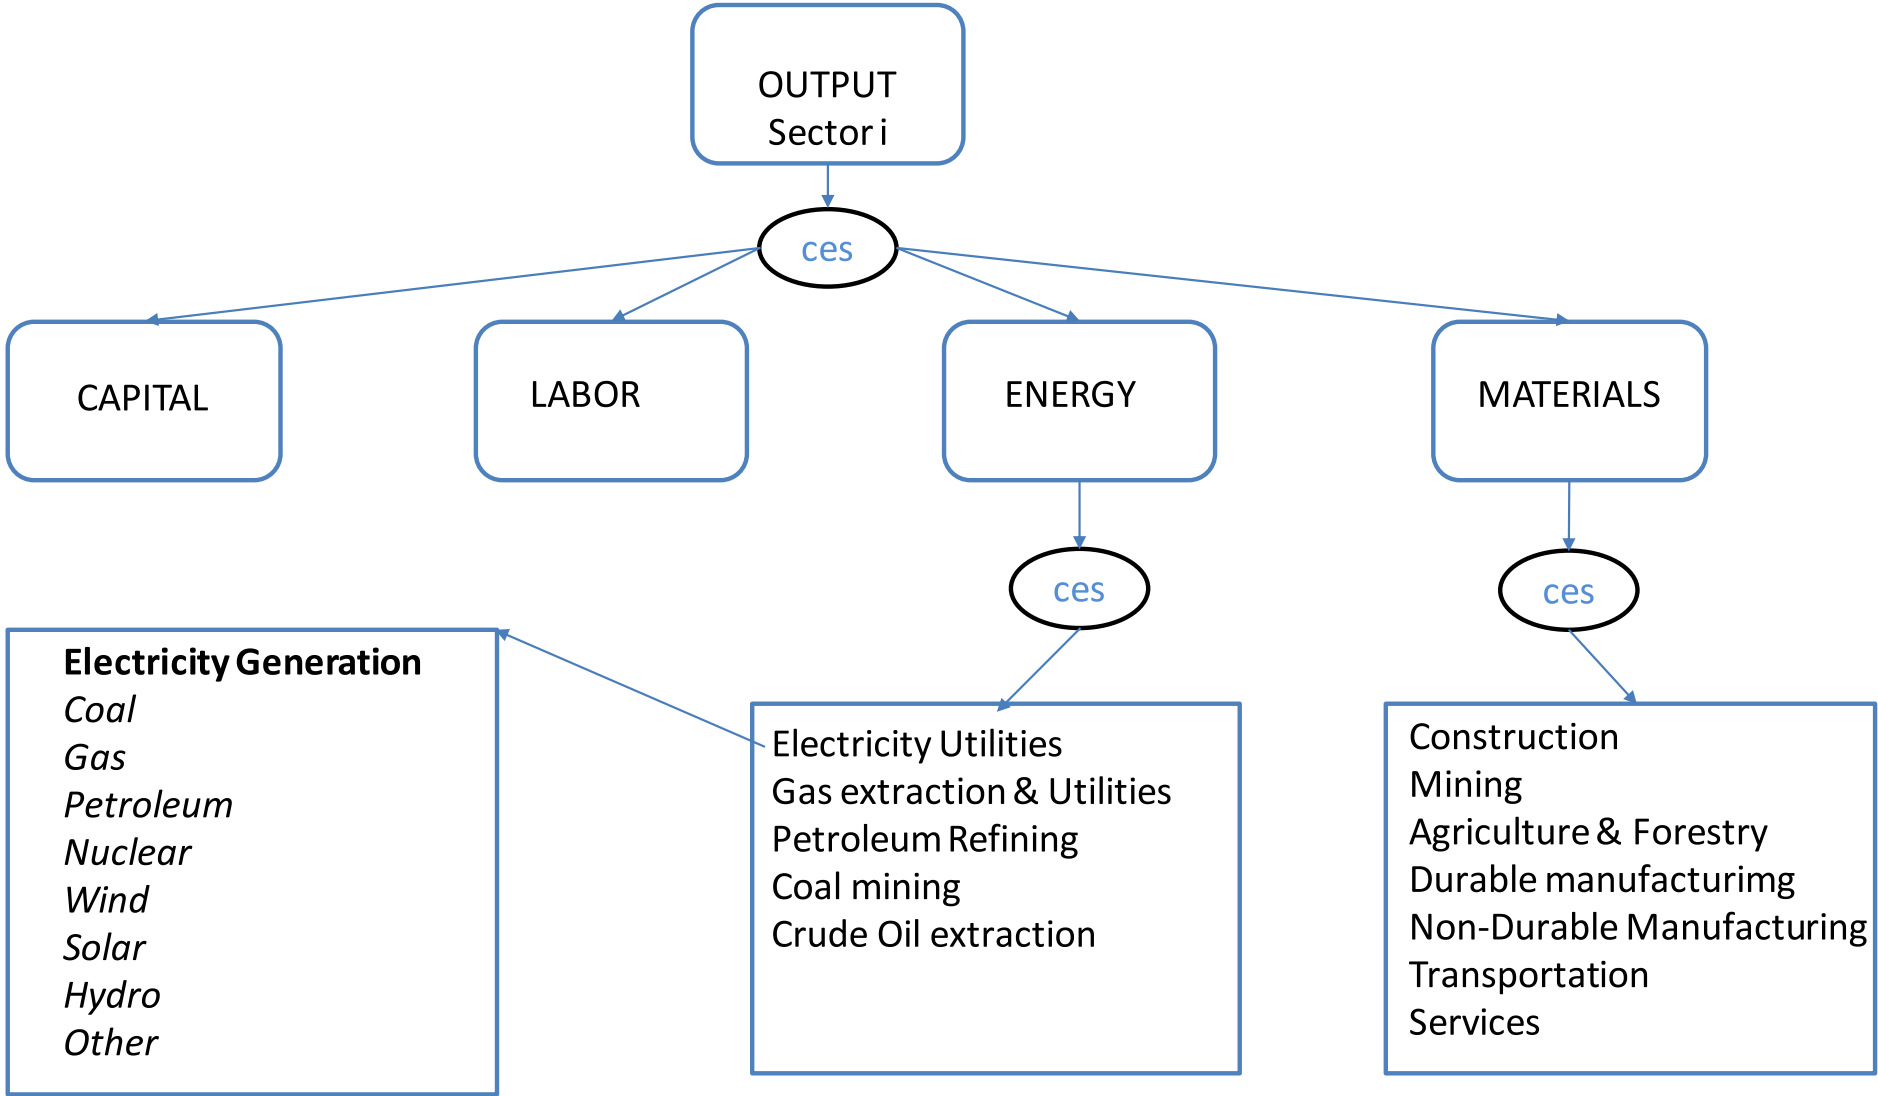 OUTPUT
Sector i
ces
CAPITAL
LABOR
ENERGY
MATERIALS
ces
ces
Electricity Generation
Coal
Gas
Petroleum
Nuclear
Wind
Solar
Hydro
Other
Electricity Utilities
Gas extraction & Utilities
Petroleum Refining
Coal mining
Crude Oil extraction
Construction
Mining
Agriculture & Forestry
Durable manufacturimg
Non-Durable Manufacturing
Transportation
Services